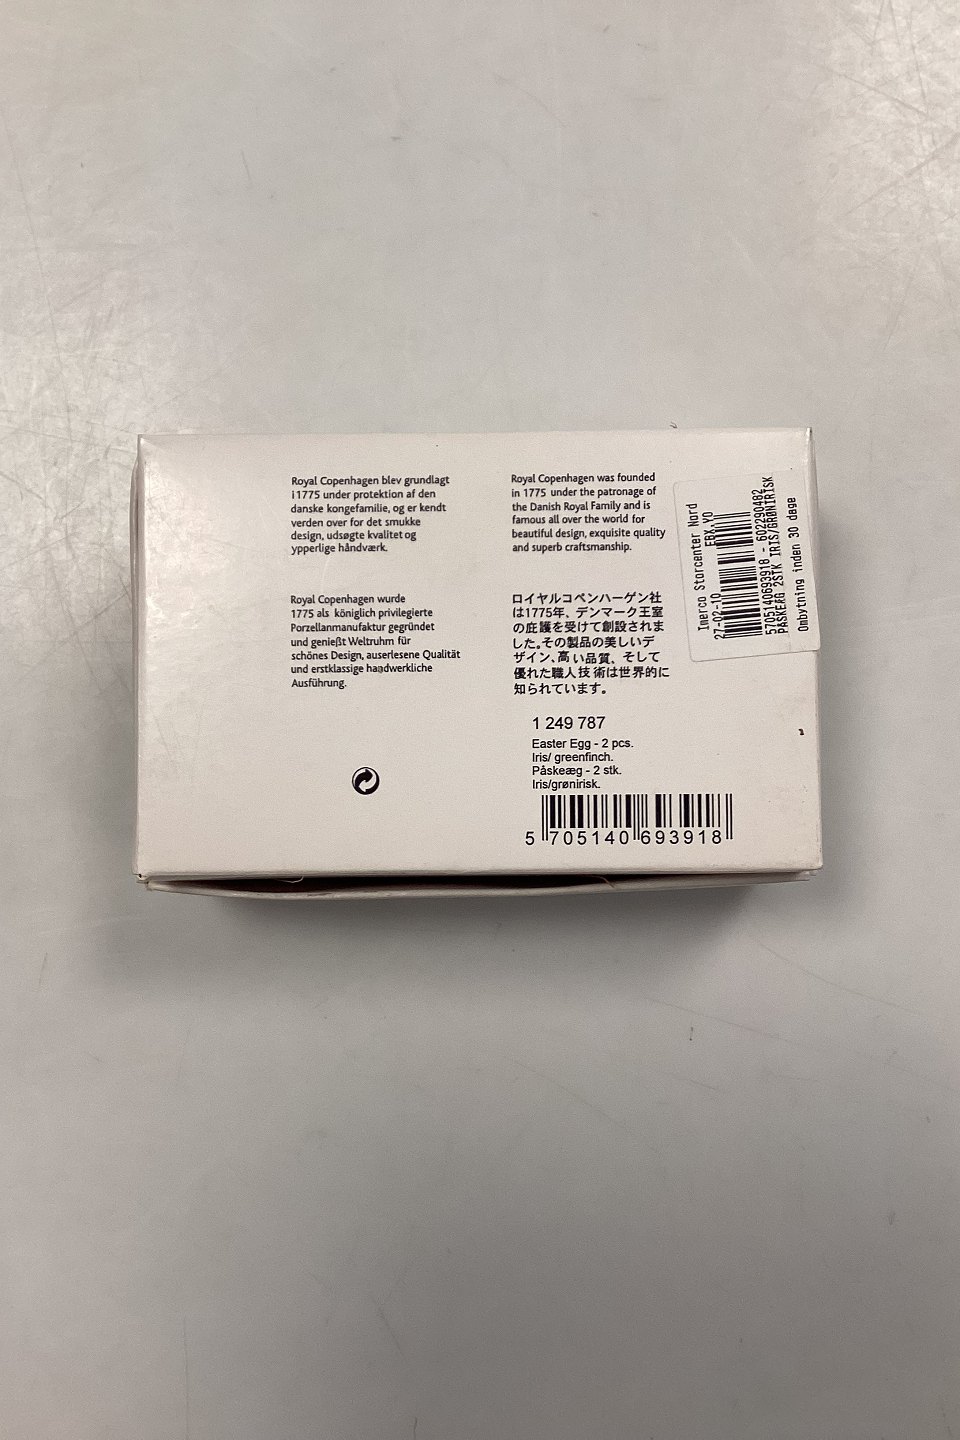 Royal Copenhagen blev grundlagt
i 1775 under protektion af den
danske kongefamilie, og er kendt
verden over for det smukke
design, udsøgte kvalitet og
ypperlige håndværk.
Royal Copenhagen was founded
in 1775 under the patronage of
the Danish Royal Family and is
famous all over the world for
beautiful design, exquisite quality
and superb craftsmanship.
Royal Copenhagen wurde
1775 als königlich privilegierte
Porzellanmanufaktur gegründet
und genießt Weltruhm für
schönes Design, auserlesene Qualität
und erstklassige handwerkliche
Ausführung.
ロイヤルコペンハーゲン社
は1775年、デンマーク王室
の庇護を受けて創設されま
した。その製品の美しいデ
ザイン、高い品質、そして
優れた職人技術は世界的に
知られています。
1 249 787
Easter Egg - 2 pcs.
Iris/ greenfinch.
Påskeæg - 2 stk.
Iris/grønirisk.
5 705140 693918
Imerco Storcenter Nord
EBX.YO
27-02-10
5705140693918 - 602290482
PÅSKEÆG 2STK IRIS/GRØNIRISK
Ombytning inden 30 dage